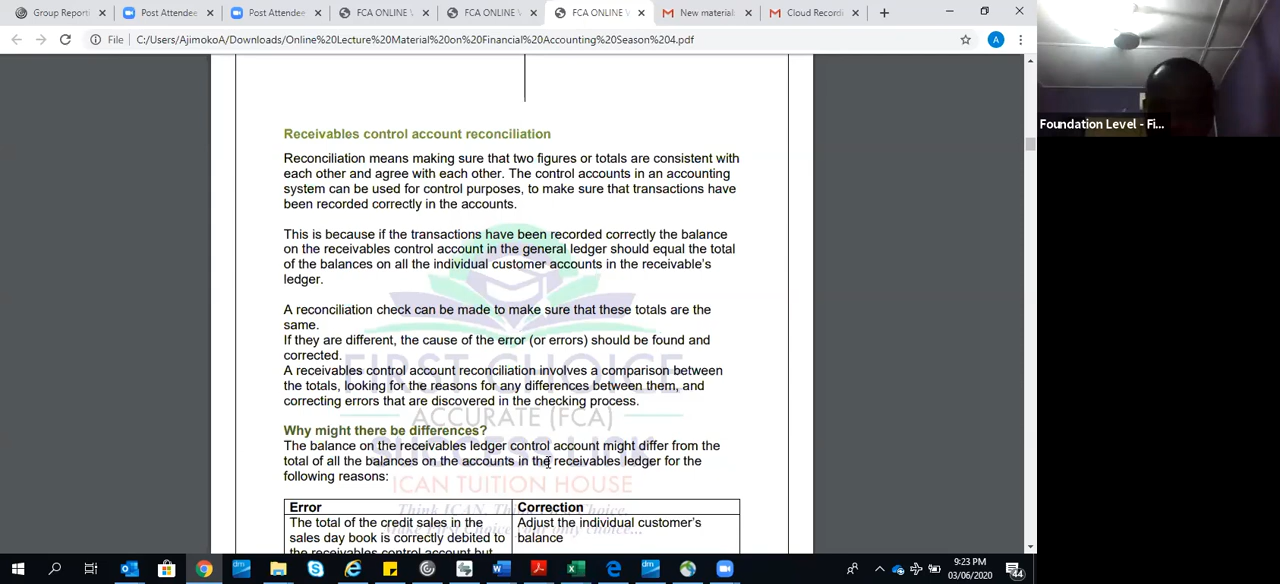 Group Reporti
Post Attendee
Post Attendee
FCA ONLINE V
FCA ONLINE V
FCA ONLINE V
New material
Cloud Recordi
File
C:/Users/AjimokoA/Downloads/Online%20Lecture%20Material%20on%20Financial%20Accounting%20Season%204.pdf
A
Foundation Level - Fi...
Receivables control account reconciliation
Reconciliation means making sure that two figures or totals are consistent with
each other and agree with each other. The control accounts in an accounting
system can be used for control purposes, to make sure that transactions have
been recorded correctly in the accounts.
This is because if the transactions have been recorded correctly the balance
on the receivables control account in the general ledger should equal the total
of the balances on all the individual customer accounts in the receivable's
ledger.
A reconciliation check can be made to make sure that these totals are the
same.
If they are different, the cause of the error (or errors) should be found and
corrected.
A receivables control account reconciliation involves a comparison between
the totals, looking for the reasons for any differences between them, and
correcting errors that are discovered in the checking process.
FIRST CHOICE
ACCURATE (FCA)
SUCCESS LINK
ICAN TUITION HOUSE
Why might there be differences?
The balance on the receivables ledger control account might differ from the
total of all the balances on the accounts in the receivables ledger for the
following reasons:
Error
Correction
The total of the credit sales in the
sales day book is correctly debited to
the receivables control account but
Adjust the individual customer's
balance
9:23 PM
03/06/2020
44